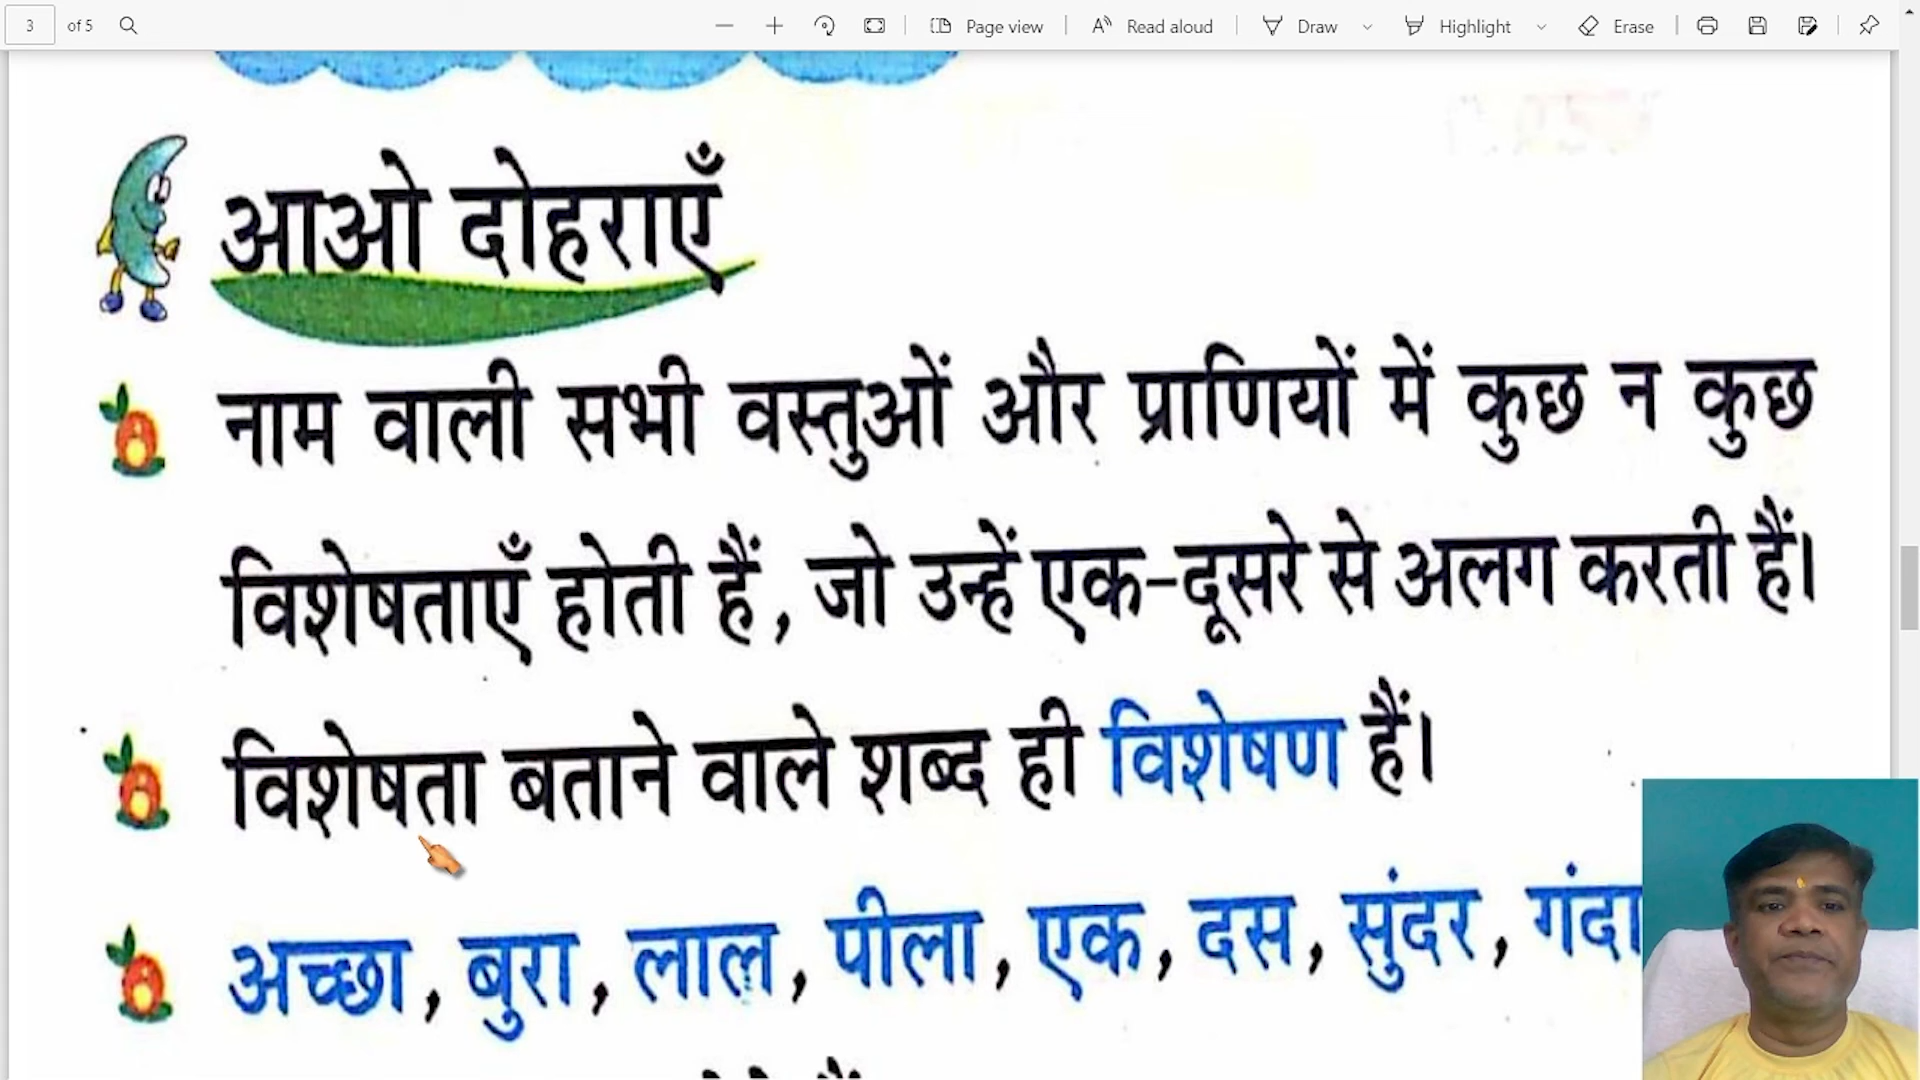 3 of 5 Page view Read aloud Draw Highlight Erase
आओ दोहराएँ
नाम वाली सभी वस्तुओं और प्राणियों में कुछ न कुछ
विशेषताएँ होती हैं, जो उन्हें एक-दूसरे से अलग करती हैं।
विशेषता बताने वाले शब्द ही विशेषण हैं।
अच्छा, बुरा, लाल, पीला, एक, दस, सुंदर, गंदा